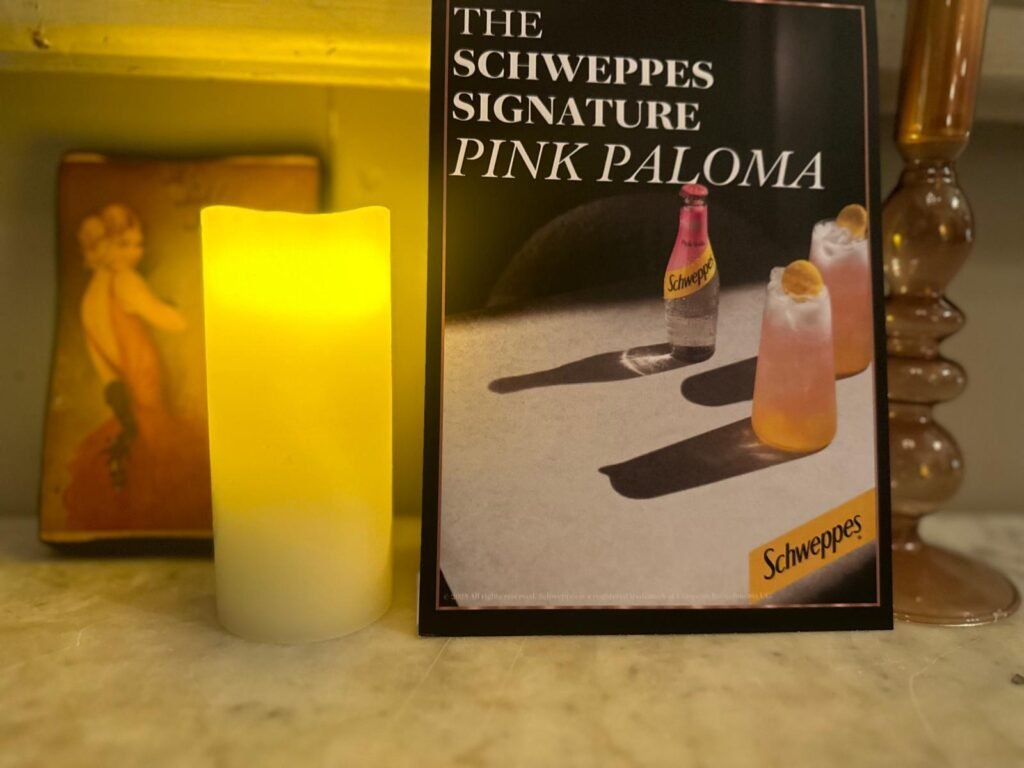 THE
SCHWEPPES
SIGNATURE
PINK PALOMA
Schweppes
Schweppes